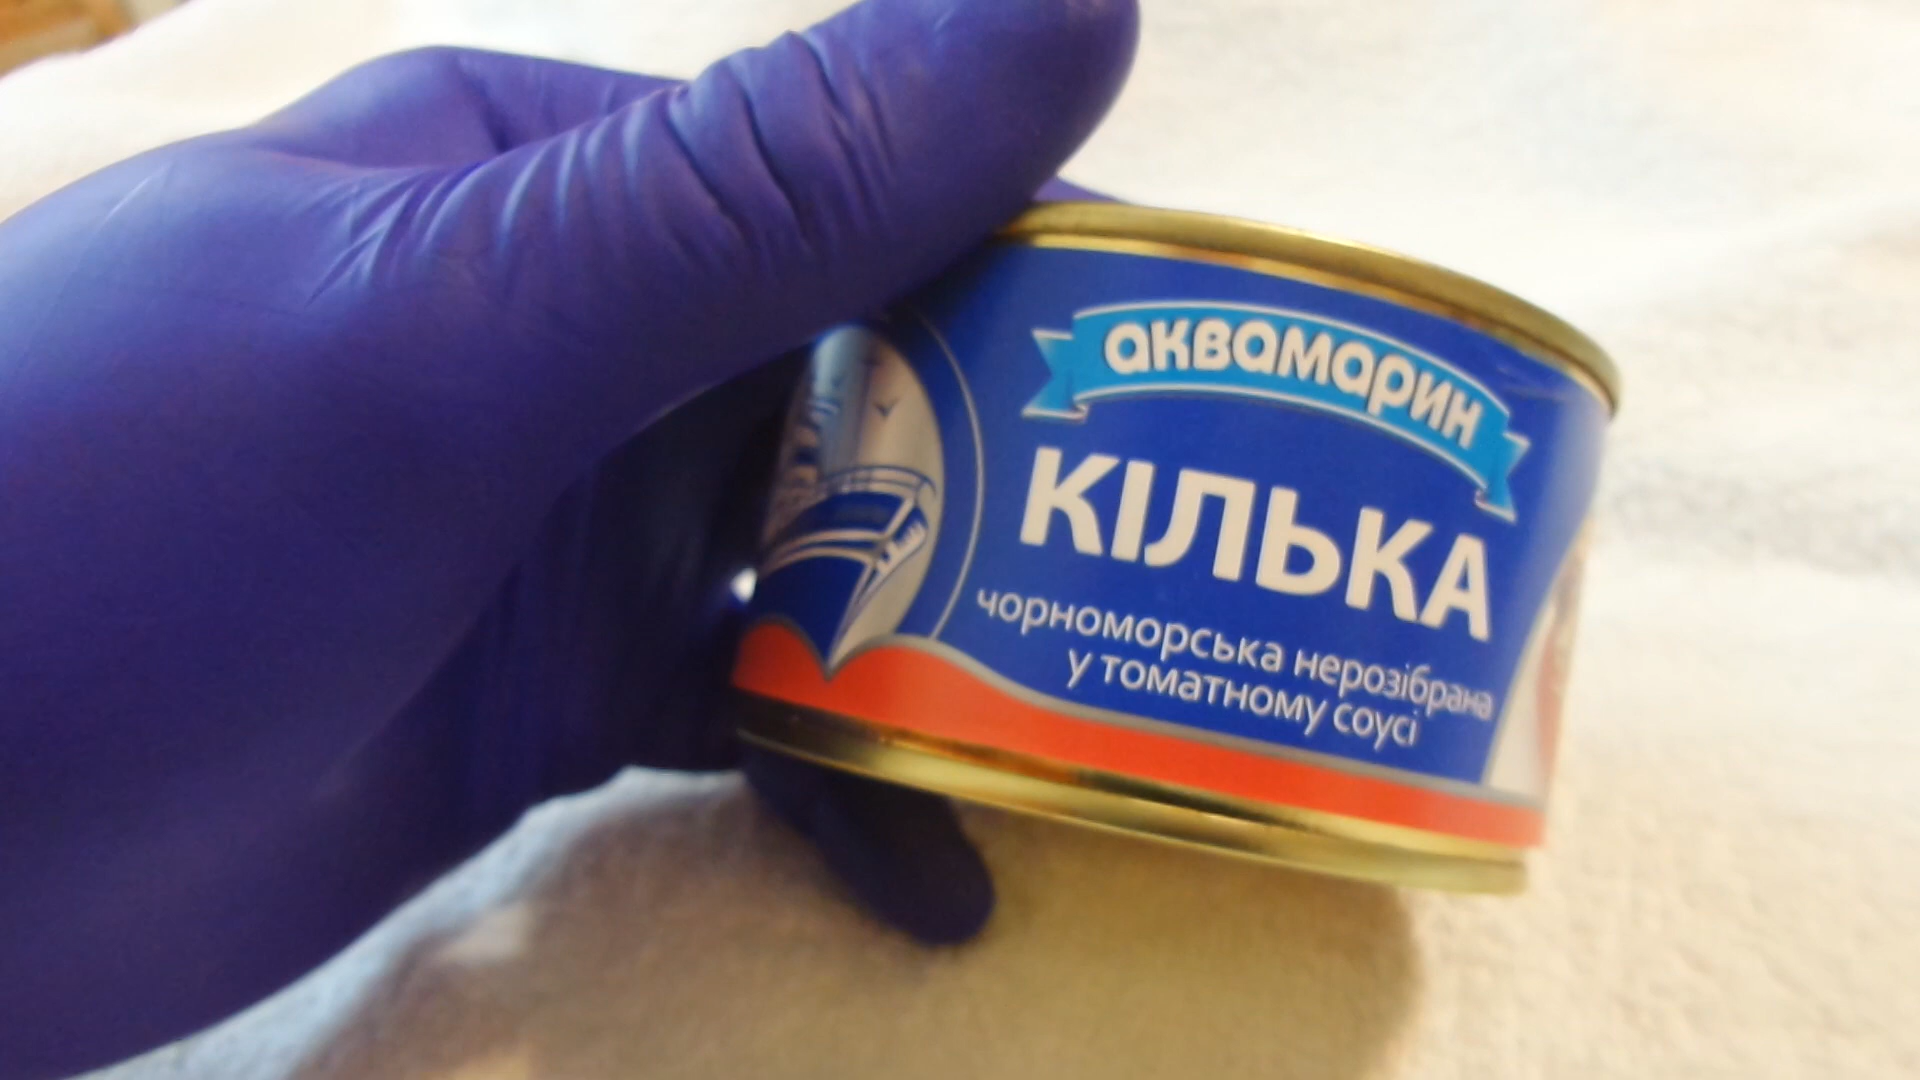 аквамарин
КІЛЬКА
чорноморська нерозібрана
у томатному соусі